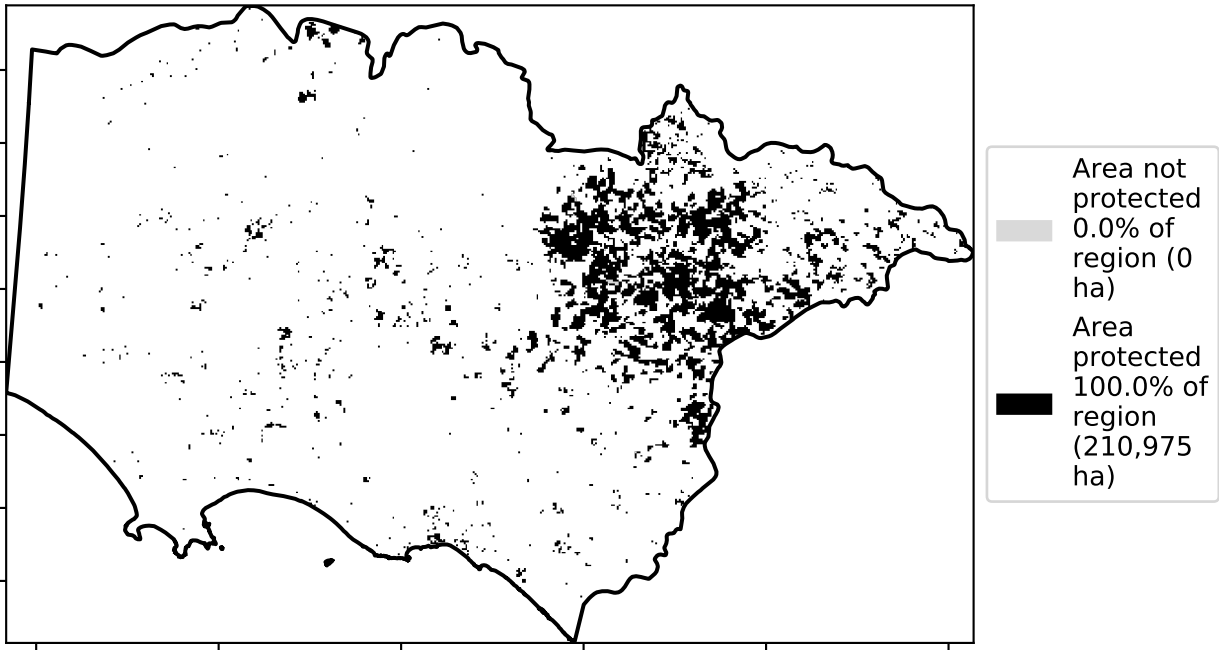 Area not
protected
0.0% of
region (0
ha)
Area
protected
100.0% of
region
(210,975
ha)